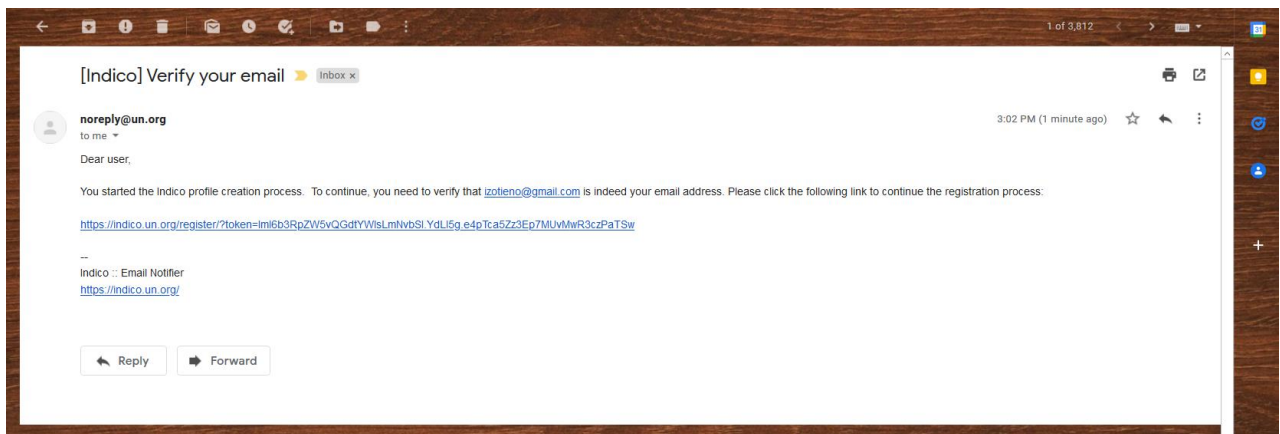 1 of 3,812
31
[Indico] Verify your email Inbox x
noreply@un.org 3:02 PM (1 minute ago)
to me
Dear user,
You started the Indico profile creation process. To continue, you need to verify that izotieno@gmail.com is indeed your email address. Please click the following link to continue the registration process:
https://indico.un.org/register/?token=Iml6b3RpZW5vQGdtYWlsLmNvbSI.YdLl5g.e4pTca5Zz3Ep7MUvMwR3czPaTSw
--
Indico :: Email Notifier
https://indico.un.org/
Reply Forward